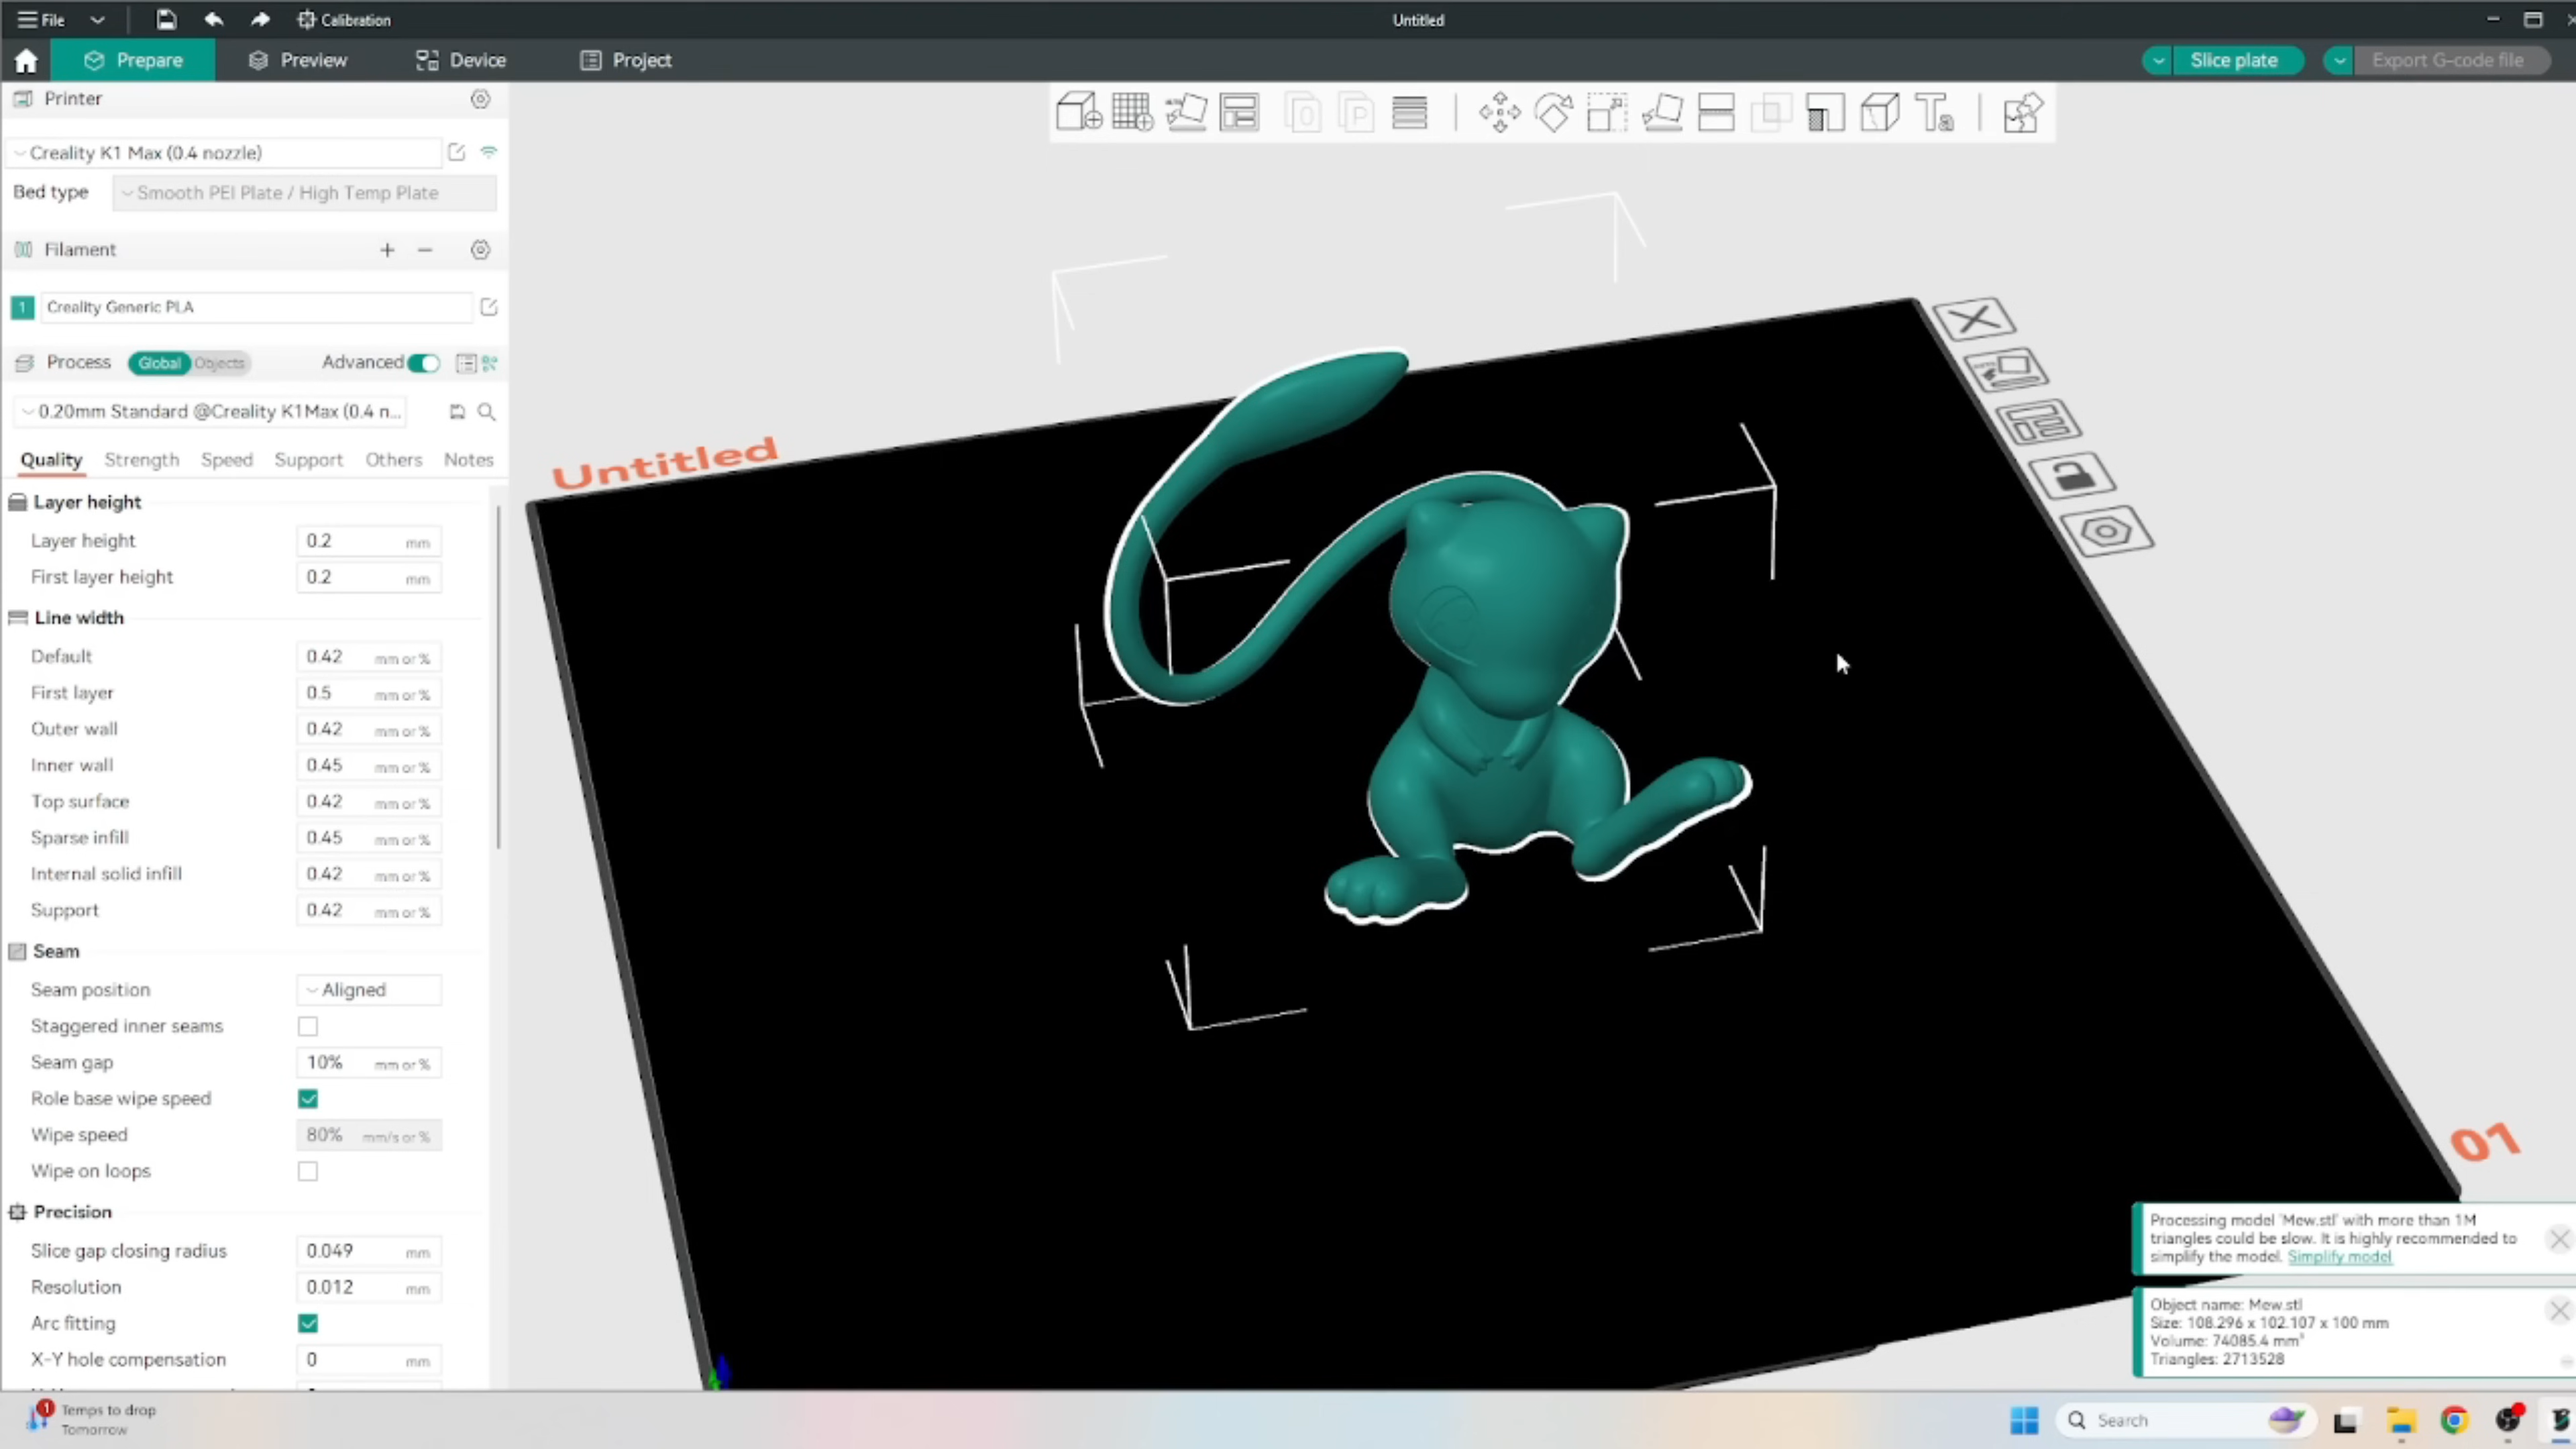 File
Calibration
Untitled
Prepare
Preview
Device
Project
Slice plate
Export G-code file
Printer
Creality K1 Max (0.4 nozzle)
Bed type
Smooth PEI Plate / High Temp Plate
Filament
1
Creality Generic PLA
Process
Global
Objects
Advanced
0.20mm Standard @Creality K1Max (0.4 n...
Quality
Strength
Speed
Support
Others
Notes
Layer height
Layer height 0.2 mm
First layer height 0.2 mm
Line width
Default 0.42 mm or %
First layer 0.5 mm or %
Outer wall 0.42 mm or %
Inner wall 0.45 mm or %
Top surface 0.42 mm or %
Sparse infill 0.45 mm or %
Internal solid infill 0.42 mm or %
Support 0.42 mm or %
Seam
Seam position Aligned
Staggered inner seams
Seam gap 10% mm or %
Role base wipe speed
Wipe speed 80% mm/s or %
Wipe on loops
Precision
Slice gap closing radius 0.049 mm
Resolution 0.012 mm
Arc fitting
X-Y hole compensation 0 mm
Untitled
01
Processing model 'Mew.stl' with more than 1M
triangles could be slow. It is highly recommended to
simplify the model. Simplify model
Object name: Mew.stl
Size: 108.296 x 102.107 x 100 mm
Volume: 74085.4 mm³
Triangles: 2713528
1
Temps to drop
Tomorrow
Search